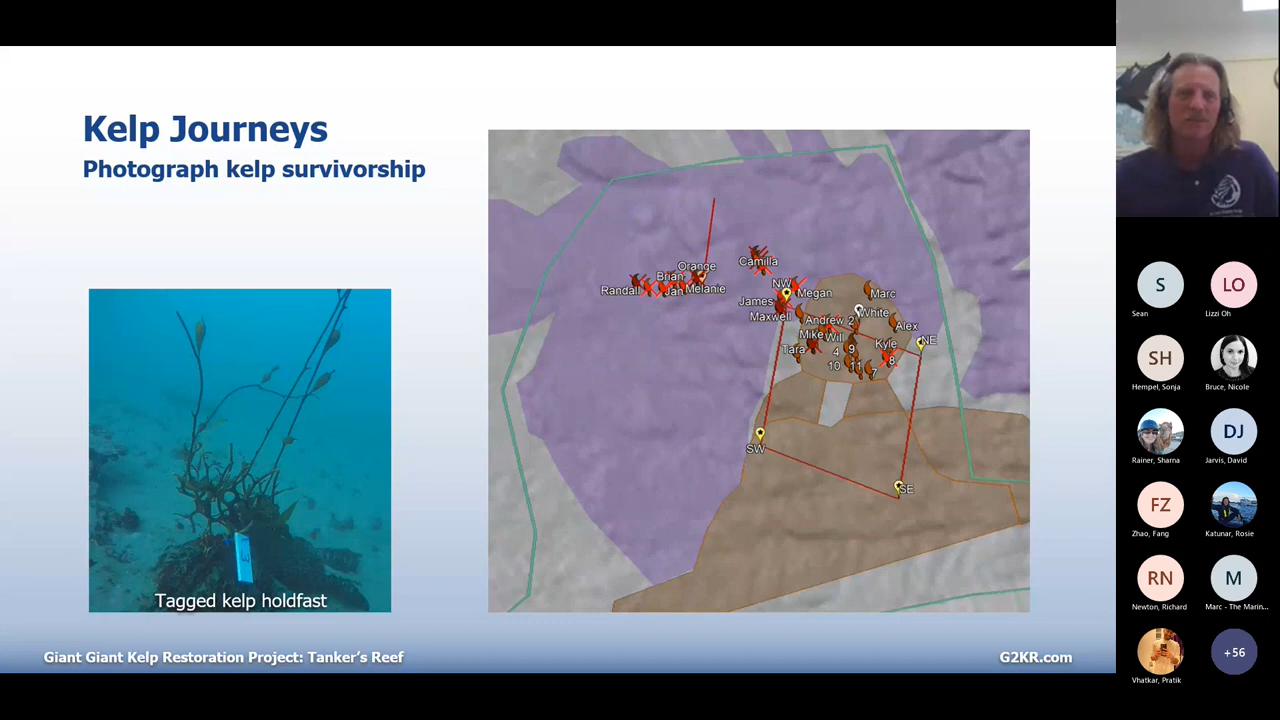 Kelp Journeys
Photograph kelp survivorship
Camilla
Orange
Brian
Randall
Jan
Melanie
NW
Megan
Marc
James
White
Maxwell
Andrew
2
Alex
Mike
Will
Kyle
NE
Tara
4
9
8
10
11
7
SW
SE
Tagged kelp holdfast
Giant Giant Kelp Restoration Project: Tanker's Reef
G2KR.com
S
LO
Sean
Lizzi Oh
SH
Hempel, Sonja
Bruce, Nicole
DJ
Rainer, Sharna
Jarvis, David
FZ
Zhao, Fang
Katunar, Rosie
RN
M
Newton, Richard
Marc - The Marin...
+56
Vhatkar, Pratik